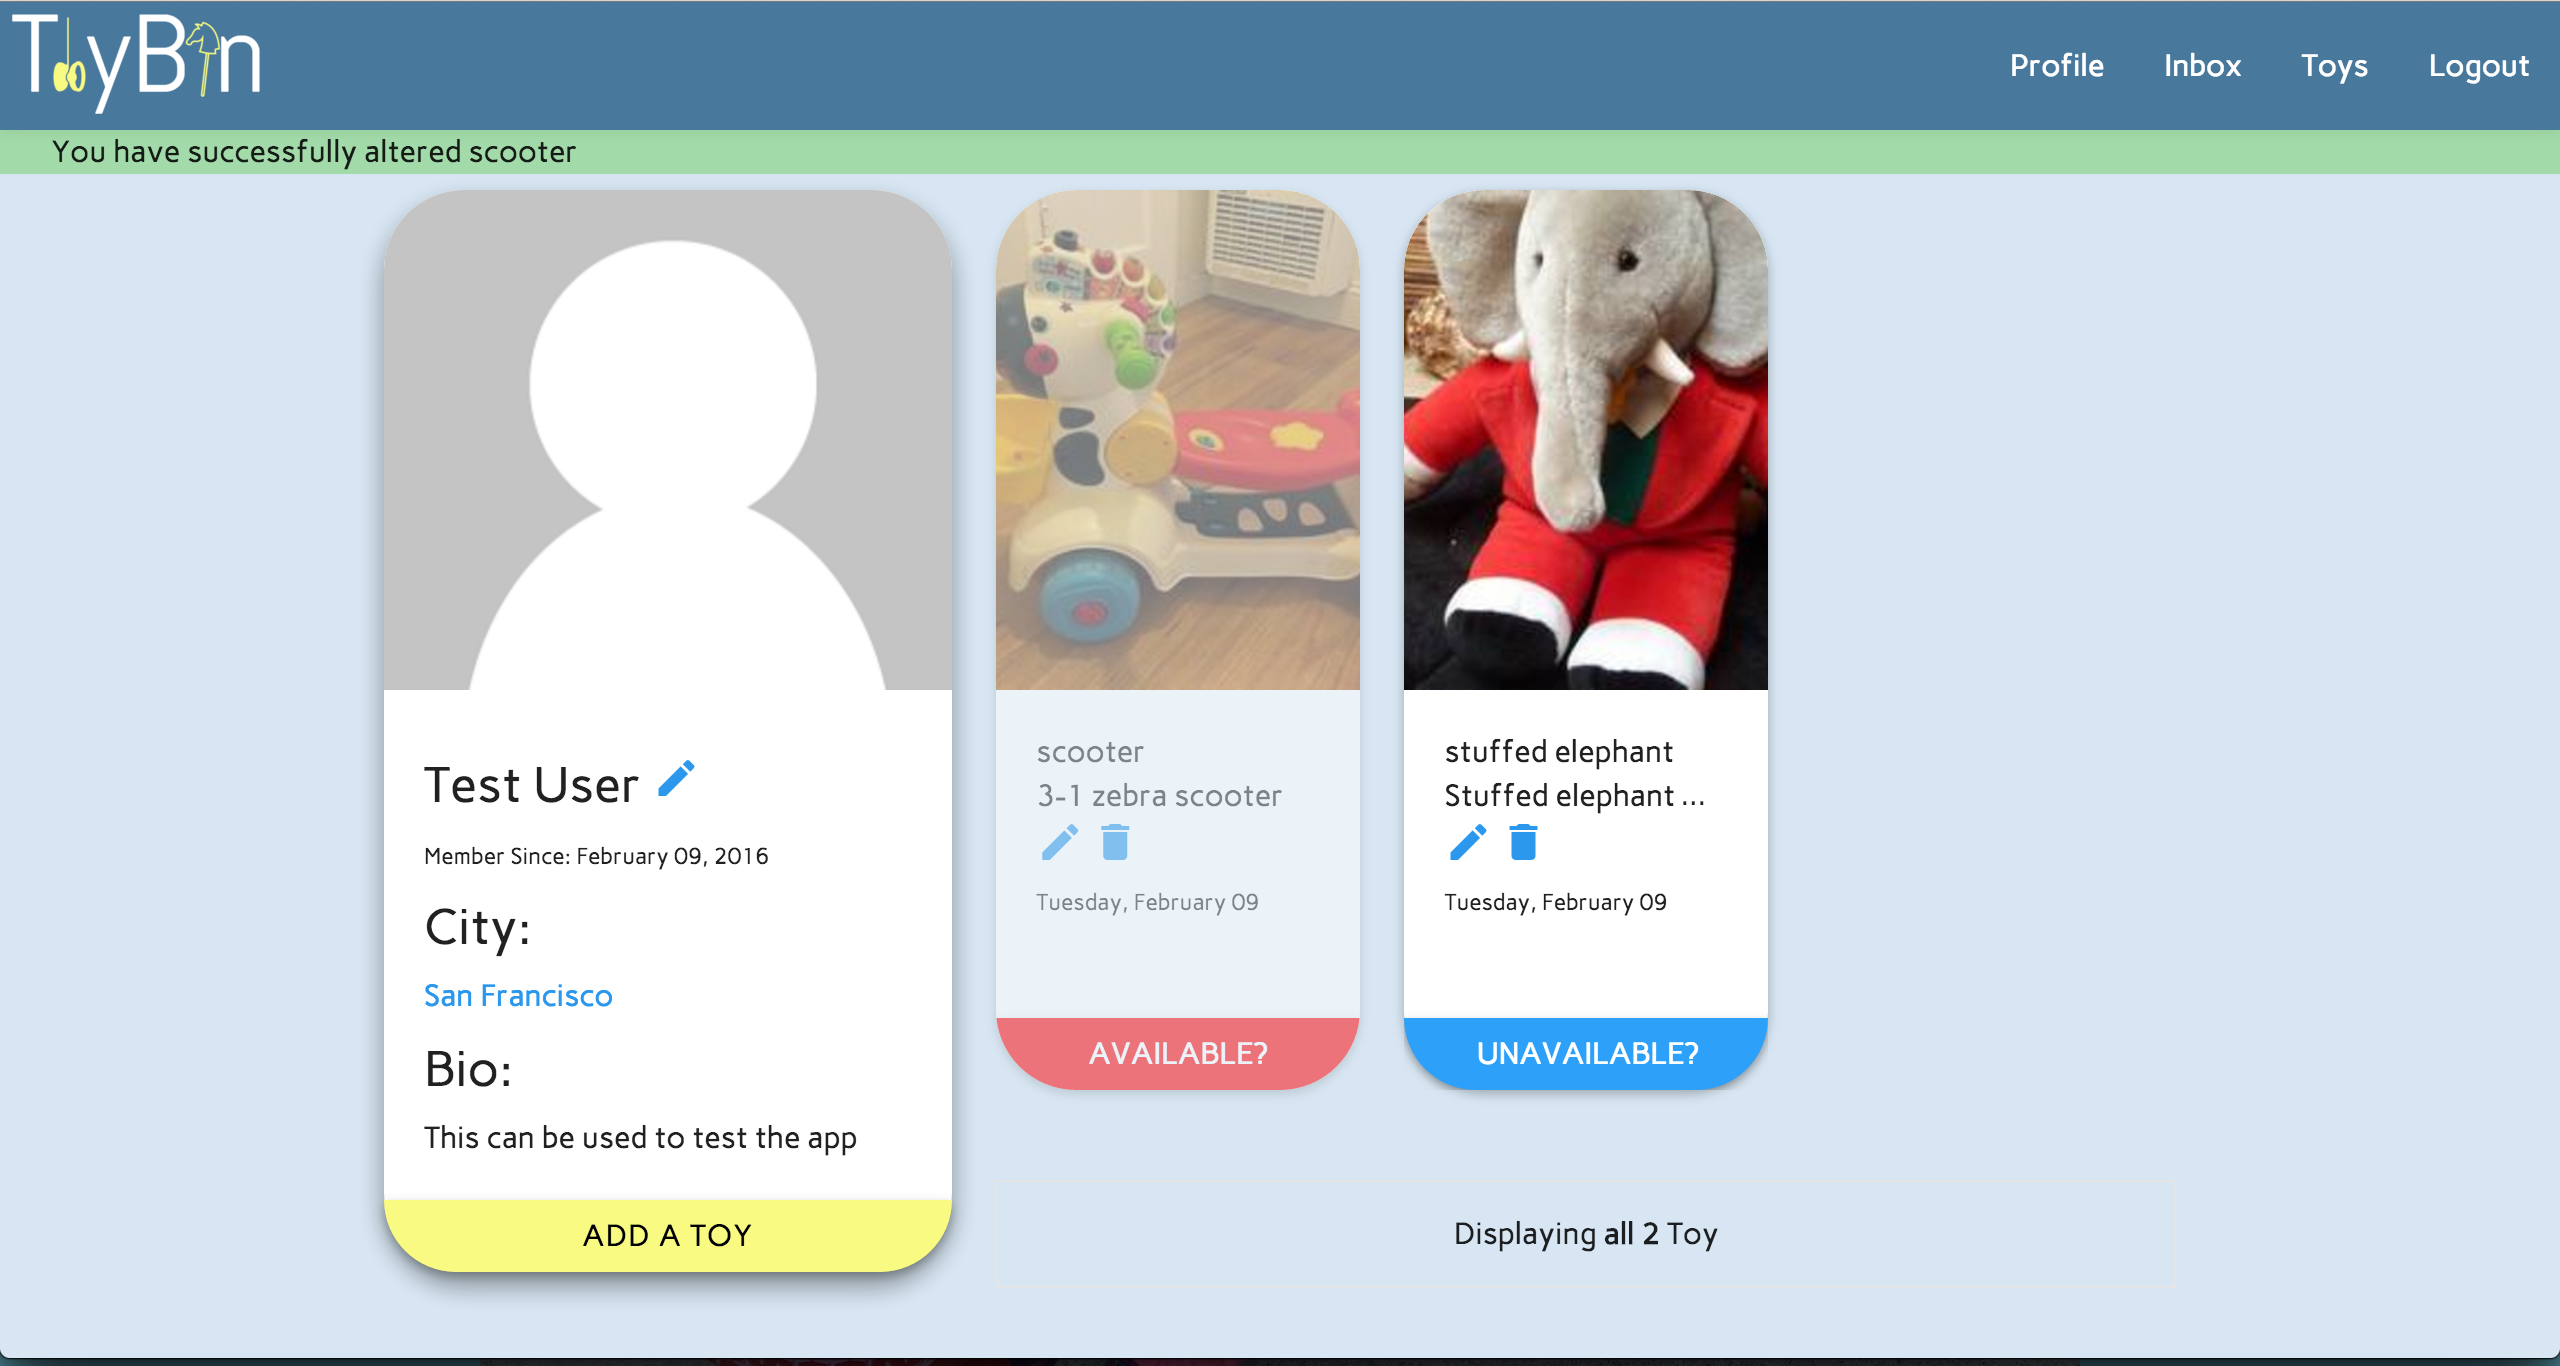 ToyBin
Profile Inbox Toys Logout
You have successfully altered scooter
Test User
Member Since: February 09, 2016
City:
San Francisco
Bio:
This can be used to test the app
ADD A TOY
scooter
3-1 zebra scooter
Tuesday, February 09
AVAILABLE?
stuffed elephant
Stuffed elephant ...
Tuesday, February 09
UNAVAILABLE?
Displaying all 2 Toy